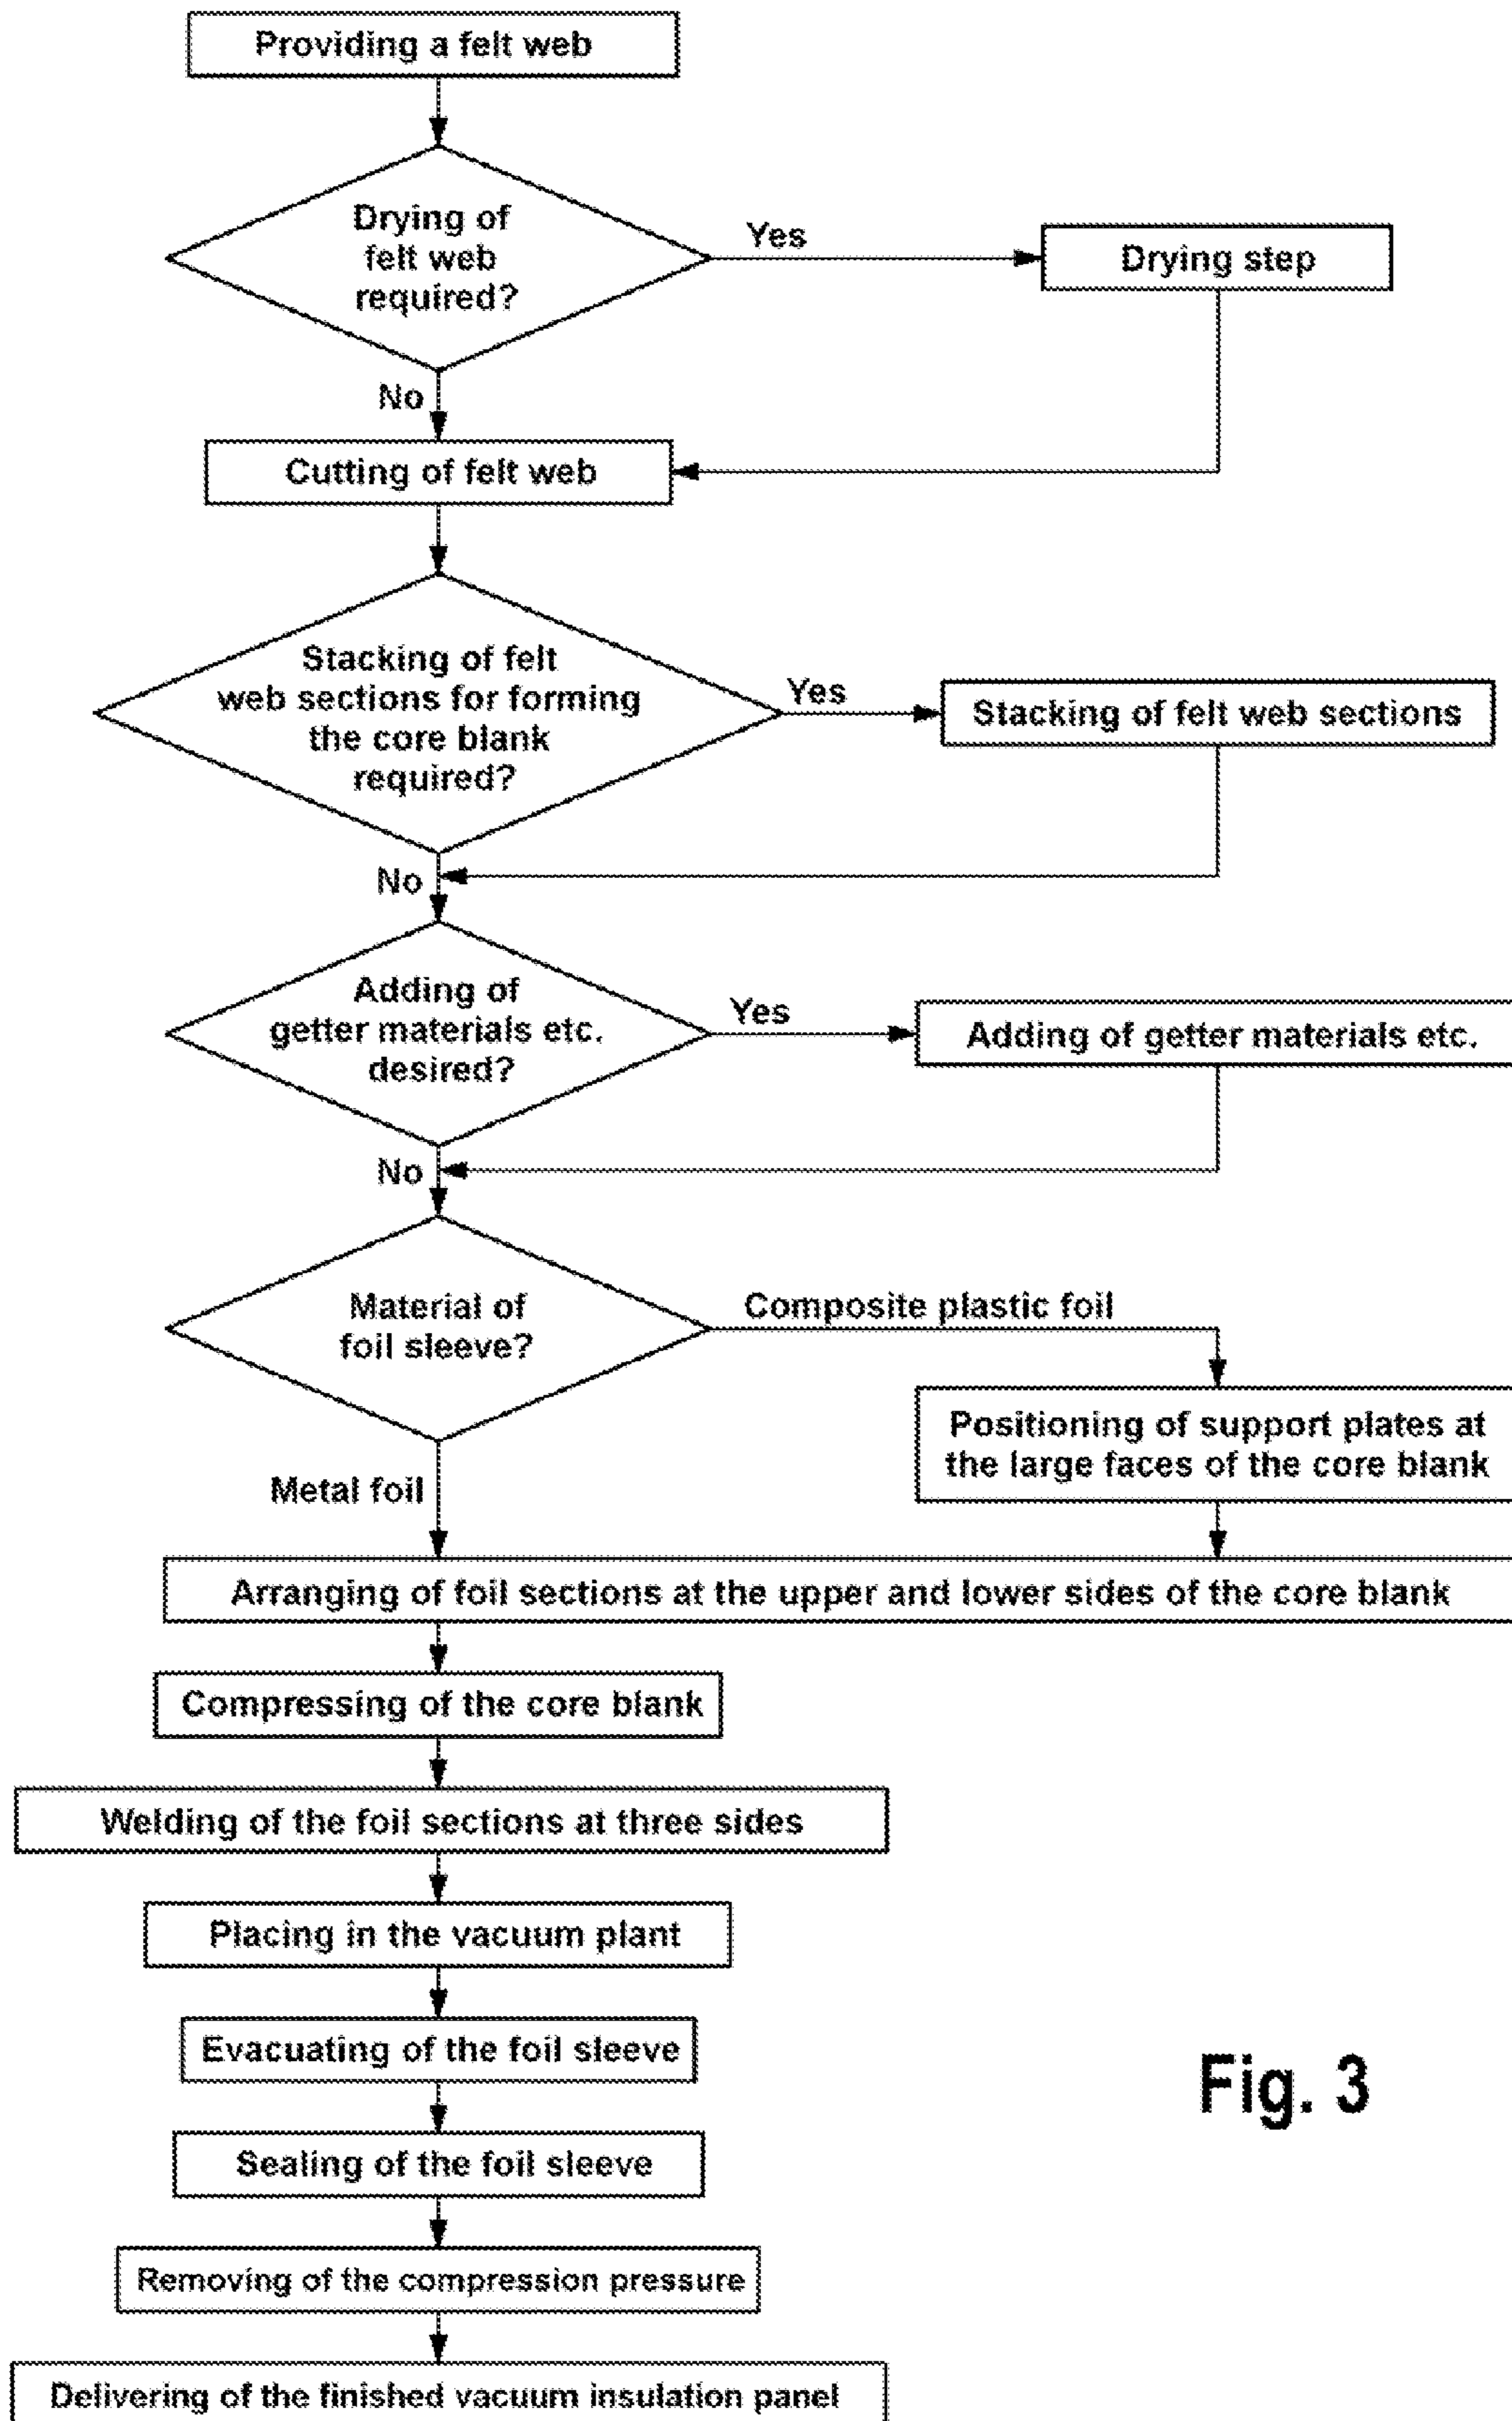 Providing a felt web
Drying of
felt web
required?
Yes
Drying step
No
Cutting of felt web
Stacking of felt
web sections for forming
the core blank
required?
Yes
Stacking of felt web sections
No
Adding of
getter materials etc.
desired?
Yes
Adding of getter materials etc.
No
Material of
foil sleeve?
Composite plastic foil
Positioning of support plates at
the large faces of the core blank
Metal foil
Arranging of foil sections at the upper and lower sides of the core blank
Compressing of the core blank
Welding of the foil sections at three sides
Placing in the vacuum plant
Evacuating of the foil sleeve
Sealing of the foil sleeve
Removing of the compression pressure
Delivering of the finished vacuum insulation panel
Fig. 3